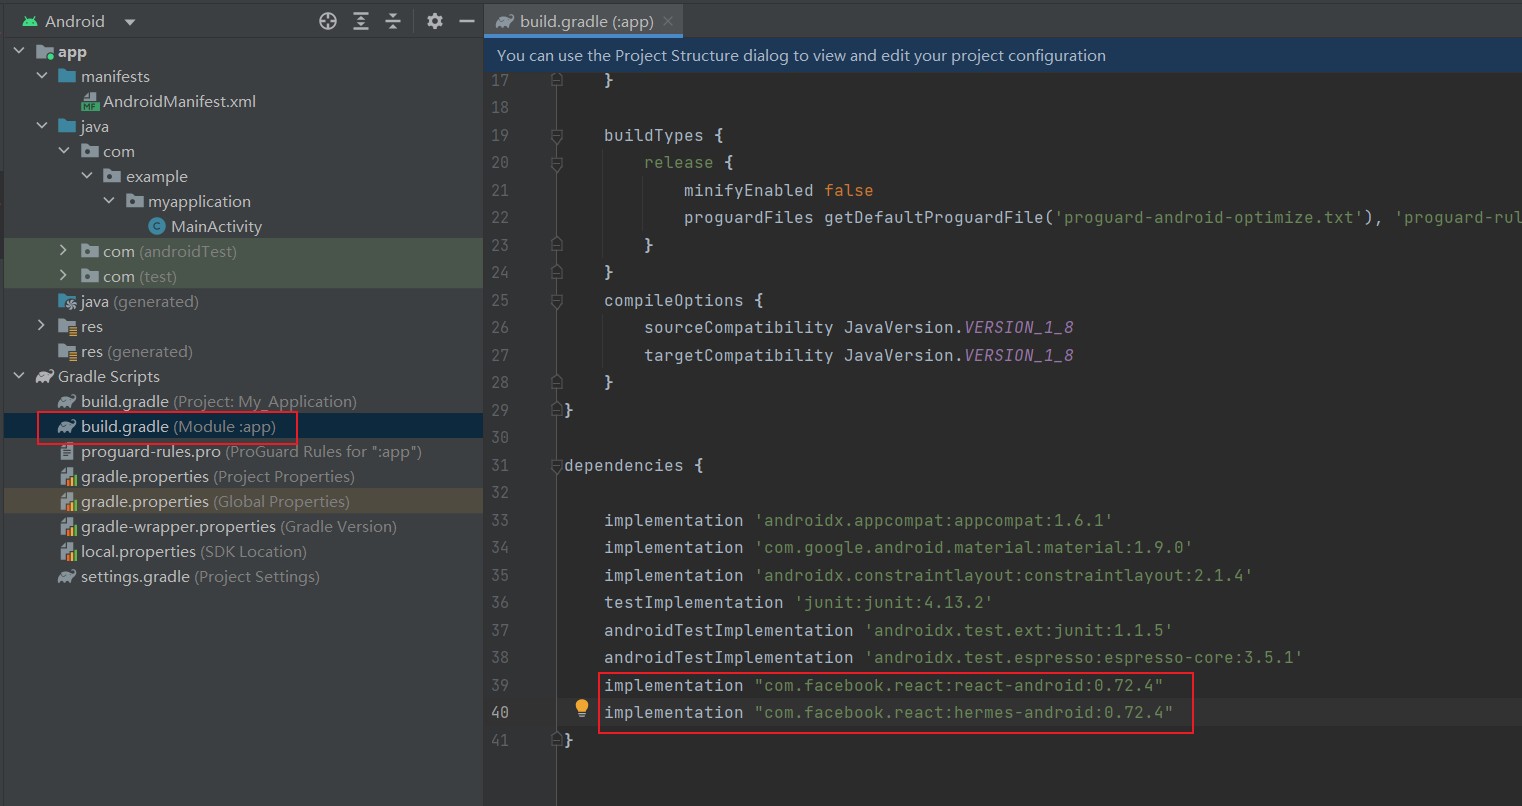 Android
app
manifests
AndroidManifest.xml
java
com
example
myapplication
MainActivity
com (androidTest)
com (test)
java (generated)
res
res (generated)
Gradle Scripts
build.gradle (Project: My_Application)
build.gradle (Module :app)
proguard-rules.pro (ProGuard Rules for ":app")
gradle.properties (Project Properties)
gradle.properties (Global Properties)
gradle-wrapper.properties (Gradle Version)
local.properties (SDK Location)
settings.gradle (Project Settings)
build.gradle (:app)
You can use the Project Structure dialog to view and edit your project configuration
17 }
18
19 buildTypes {
20 release {
21 minifyEnabled false
22 proguardFiles getDefaultProguardFile('proguard-android-optimize.txt'), 'proguard-rul
23 }
24 }
25 compileOptions {
26 sourceCompatibility JavaVersion.VERSION_1_8
27 targetCompatibility JavaVersion.VERSION_1_8
28 }
29 }
30
31 dependencies {
32
33 implementation 'androidx.appcompat:appcompat:1.6.1'
34 implementation 'com.google.android.material:material:1.9.0'
35 implementation 'androidx.constraintlayout:constraintlayout:2.1.4'
36 testImplementation 'junit:junit:4.13.2'
37 androidTestImplementation 'androidx.test.ext:junit:1.1.5'
38 androidTestImplementation 'androidx.test.espresso:espresso-core:3.5.1'
39 implementation "com.facebook.react:react-android:0.72.4"
40 implementation "com.facebook.react:hermes-android:0.72.4"
41 }